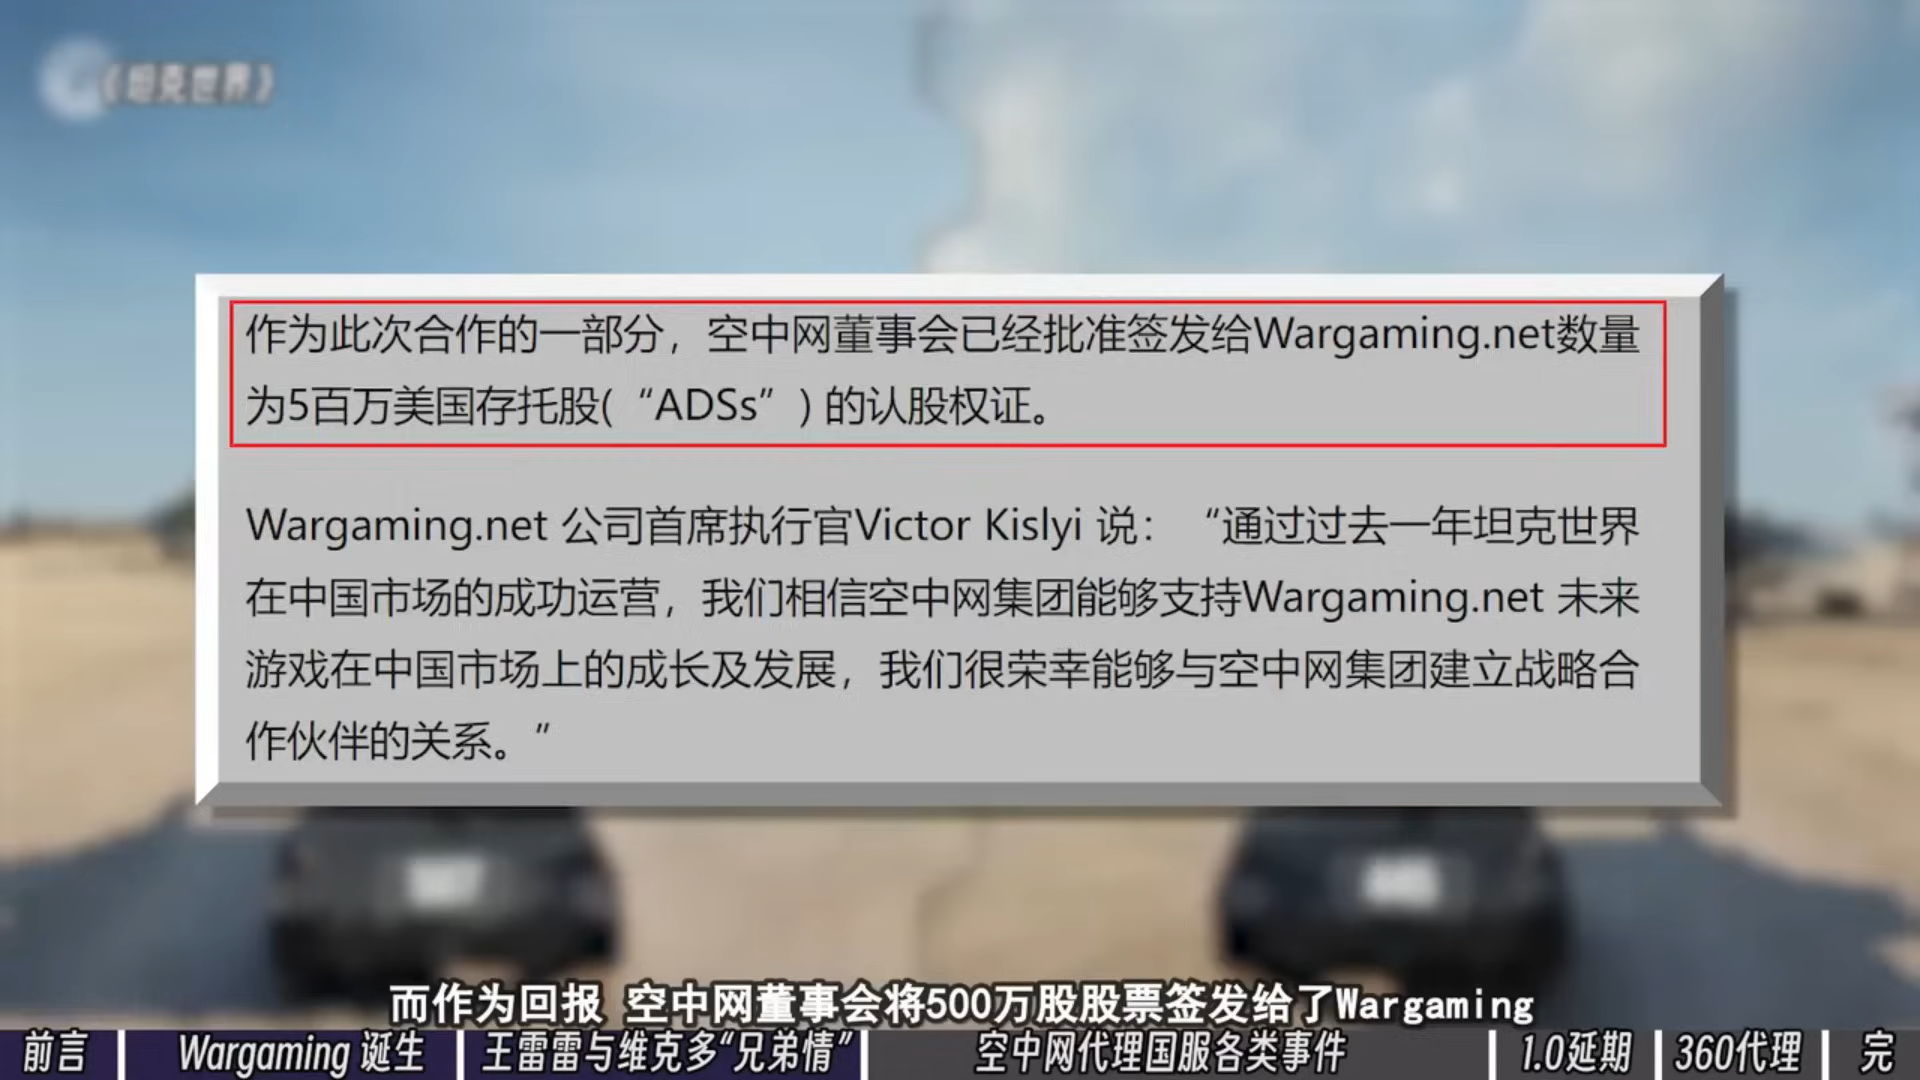 《坦克世界》
作为此次合作的一部分，空中网董事会已经批准签发给Wargaming.net数量
为5百万美国存托股(“ADSs”) 的认股权证。
Wargaming.net 公司首席执行官Victor Kislyi 说：“通过过去一年坦克世界
在中国市场的成功运营，我们相信空中网集团能够支持Wargaming.net 未来
游戏在中国市场上的成长及发展，我们很荣幸能够与空中网集团建立战略合
作伙伴的关系。”
而作为回报 空中网董事会将500万股股票签发给了Wargaming
前言
Wargaming 诞生
王雷雷与维克多“兄弟情”
空中网代理国服各类事件
1.0延期
360代理
完